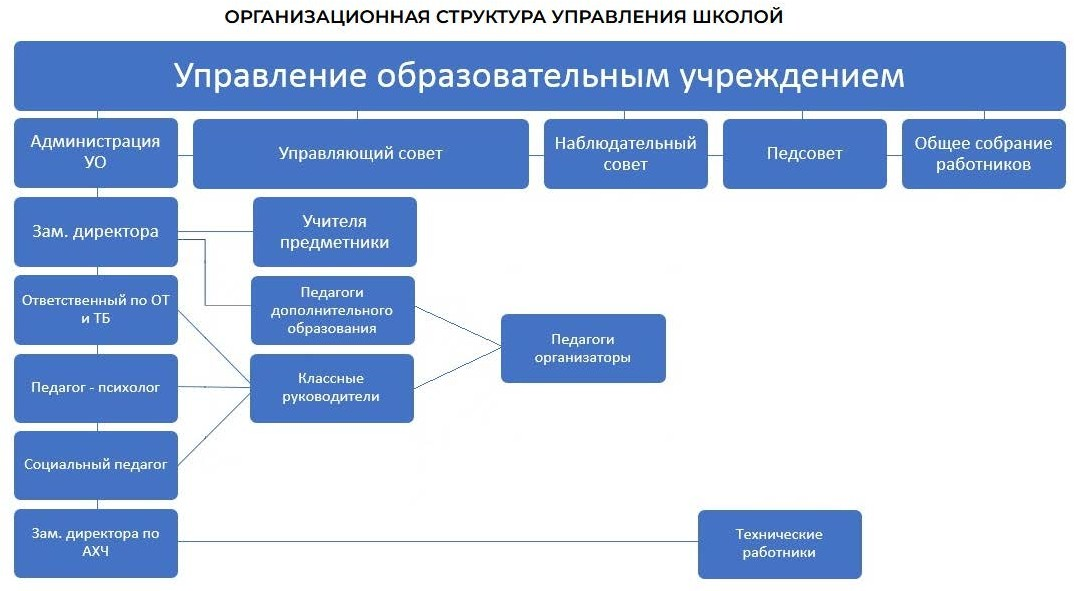 ОРГАНИЗАЦИОННАЯ СТРУКТУРА УПРАВЛЕНИЯ ШКОЛОЙ
Управление образовательным учреждением
Администрация
УО
Управляющий совет
Наблюдательный
совет
Педсовет
Общее собрание
работников
Зам. директора
Учителя
предметники
Ответственный по ОТ
и ТБ
Педагоги
дополнительного
образования
Педагоги
организаторы
Педагог - психолог
Классные
руководители
Социальный педагог
Зам. директора по
АХЧ
Технические
работники